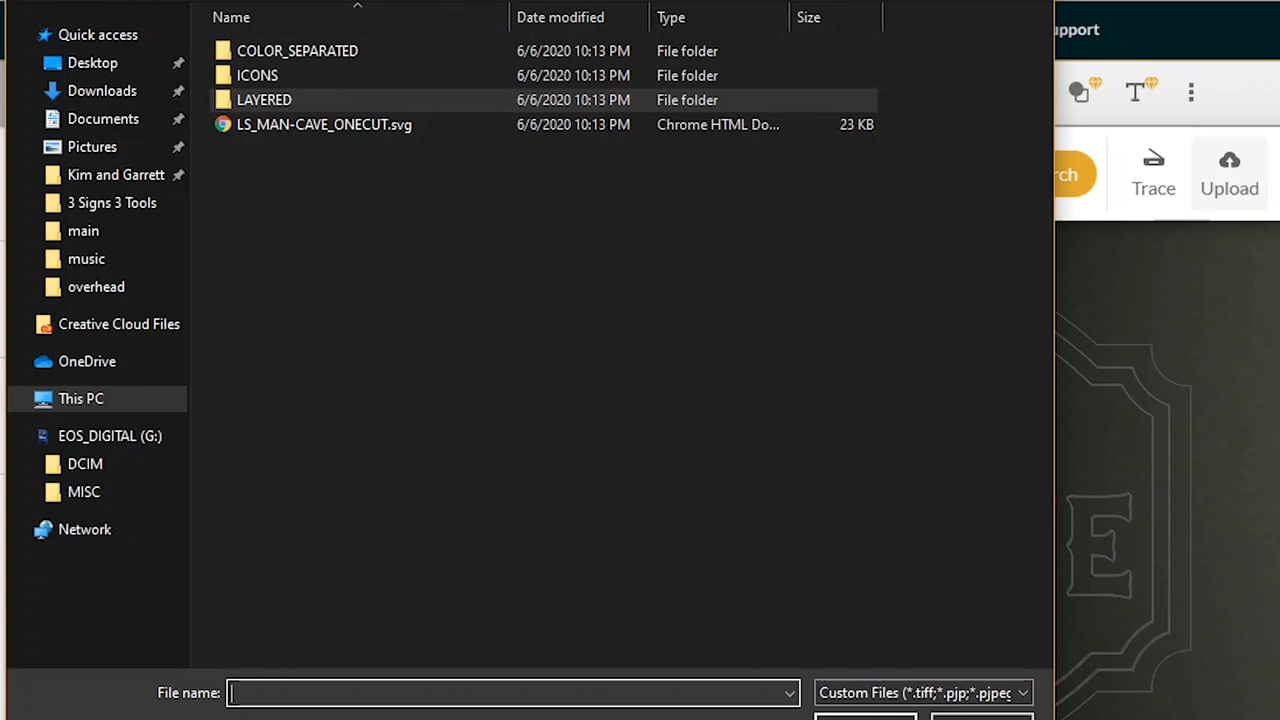 Name Date modified Type Size
Quick access
Desktop
Downloads
Documents
Pictures
Kim and Garrett
3 Signs 3 Tools
main
music
overhead
Creative Cloud Files
OneDrive
This PC
EOS_DIGITAL (G:)
DCIM
MISC
Network
COLOR_SEPARATED 6/6/2020 10:13 PM File folder
ICONS 6/6/2020 10:13 PM File folder
LAYERED 6/6/2020 10:13 PM File folder
LS_MAN-CAVE_ONECUT.svg 6/6/2020 10:13 PM Chrome HTML Do... 23 KB
File name: Custom Files (*.tiff;*.pjp;*.pjpeg
upport
T
rch
Trace
Upload
E